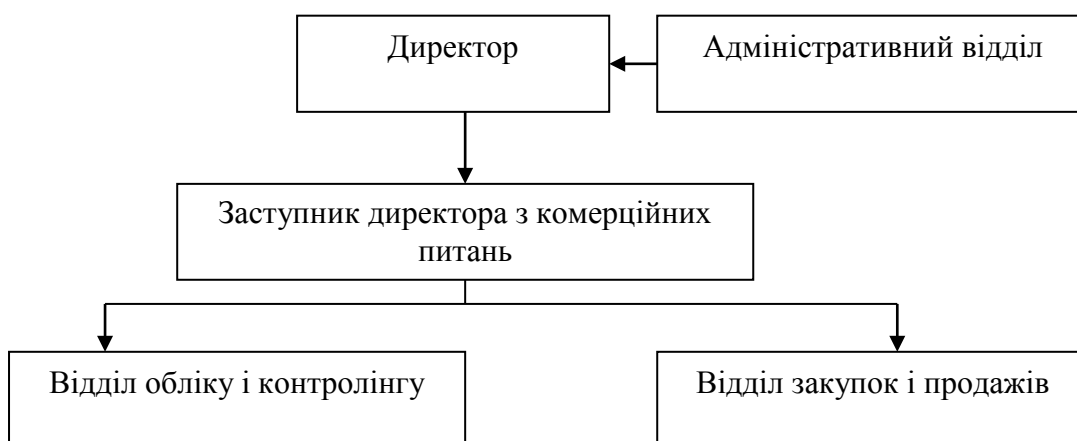 Директор
Адміністративний відділ
Заступник директора з комерційних
питань
Відділ обліку і контролінгу
Відділ закупок і продажів